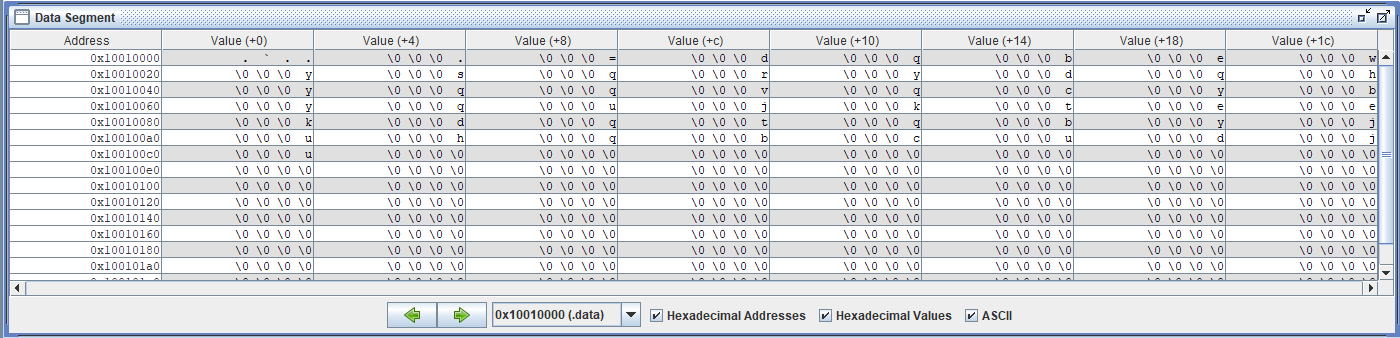 Data Segment
Address Value (+0) Value (+4) Value (+8) Value (+c) Value (+10) Value (+14) Value (+18) Value (+1c)
0x10010000 . ` . . \0 \0 \0 . \0 \0 \0 = \0 \0 \0 d \0 \0 \0 q \0 \0 \0 b \0 \0 \0 e \0 \0 \0 w
0x10010020 \0 \0 \0 y \0 \0 \0 s \0 \0 \0 q \0 \0 \0 r \0 \0 \0 y \0 \0 \0 d \0 \0 \0 q \0 \0 \0 h
0x10010040 \0 \0 \0 y \0 \0 \0 q \0 \0 \0 q \0 \0 \0 v \0 \0 \0 q \0 \0 \0 c \0 \0 \0 y \0 \0 \0 b
0x10010060 \0 \0 \0 y \0 \0 \0 q \0 \0 \0 u \0 \0 \0 j \0 \0 \0 k \0 \0 \0 t \0 \0 \0 e \0 \0 \0 e
0x10010080 \0 \0 \0 k \0 \0 \0 d \0 \0 \0 q \0 \0 \0 t \0 \0 \0 q \0 \0 \0 b \0 \0 \0 y \0 \0 \0 j
0x100100a0 \0 \0 \0 u \0 \0 \0 h \0 \0 \0 q \0 \0 \0 b \0 \0 \0 c \0 \0 \0 u \0 \0 \0 d \0 \0 \0 j
0x100100c0 \0 \0 \0 u \0 \0 \0 \0 \0 \0 \0 \0 \0 \0 \0 \0 \0 \0 \0 \0 \0 \0 \0 \0 \0 \0 \0 \0 \0 \0 \0 \0
0x100100e0 \0 \0 \0 \0 \0 \0 \0 \0 \0 \0 \0 \0 \0 \0 \0 \0 \0 \0 \0 \0 \0 \0 \0 \0 \0 \0 \0 \0 \0 \0 \0 \0
0x10010100 \0 \0 \0 \0 \0 \0 \0 \0 \0 \0 \0 \0 \0 \0 \0 \0 \0 \0 \0 \0 \0 \0 \0 \0 \0 \0 \0 \0 \0 \0 \0 \0
0x10010120 \0 \0 \0 \0 \0 \0 \0 \0 \0 \0 \0 \0 \0 \0 \0 \0 \0 \0 \0 \0 \0 \0 \0 \0 \0 \0 \0 \0 \0 \0 \0 \0
0x10010140 \0 \0 \0 \0 \0 \0 \0 \0 \0 \0 \0 \0 \0 \0 \0 \0 \0 \0 \0 \0 \0 \0 \0 \0 \0 \0 \0 \0 \0 \0 \0 \0
0x10010160 \0 \0 \0 \0 \0 \0 \0 \0 \0 \0 \0 \0 \0 \0 \0 \0 \0 \0 \0 \0 \0 \0 \0 \0 \0 \0 \0 \0 \0 \0 \0 \0
0x10010180 \0 \0 \0 \0 \0 \0 \0 \0 \0 \0 \0 \0 \0 \0 \0 \0 \0 \0 \0 \0 \0 \0 \0 \0 \0 \0 \0 \0 \0 \0 \0 \0
0x100101a0 \0 \0 \0 \0 \0 \0 \0 \0 \0 \0 \0 \0 \0 \0 \0 \0 \0 \0 \0 \0 \0 \0 \0 \0 \0 \0 \0 \0 \0 \0 \0 \0
0x10010000 (.data) Hexadecimal Addresses Hexadecimal Values ASCII